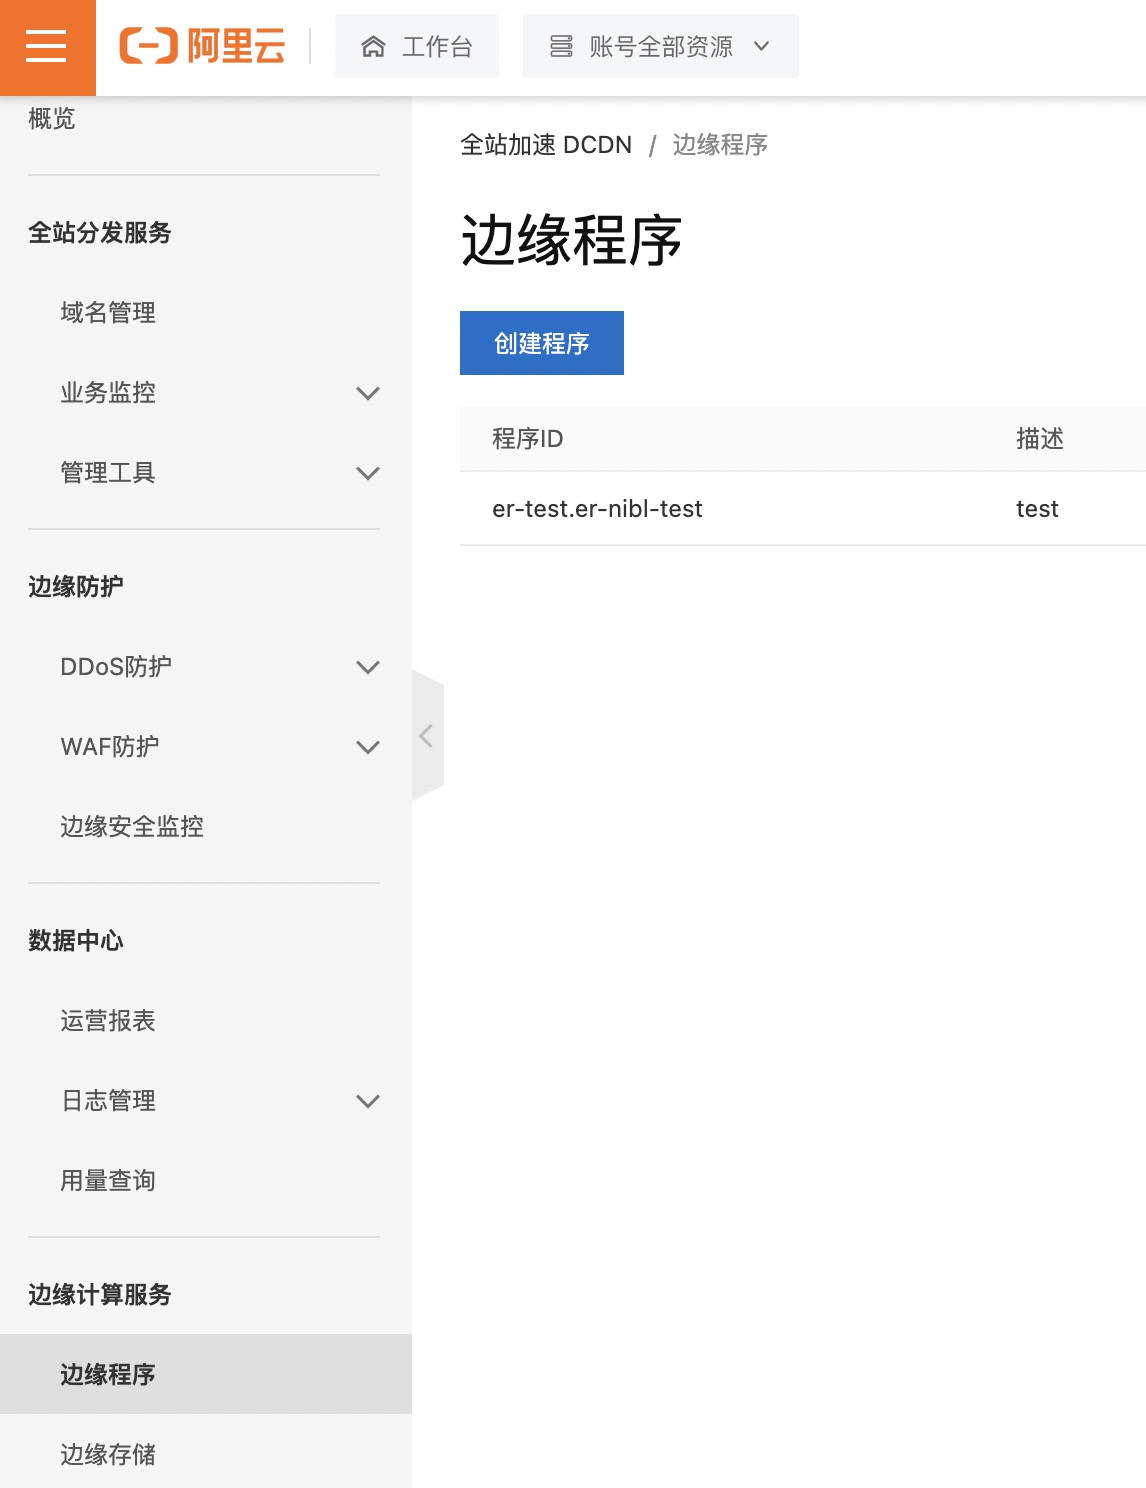 阿里云
工作台
账号全部资源
概览
全站分发服务
域名管理
业务监控
管理工具
边缘防护
DDoS防护
WAF防护
边缘安全监控
数据中心
运营报表
日志管理
用量查询
边缘计算服务
边缘程序
边缘存储
全站加速 DCDN / 边缘程序
边缘程序
创建程序
程序ID 描述
er-test.er-nibl-test test